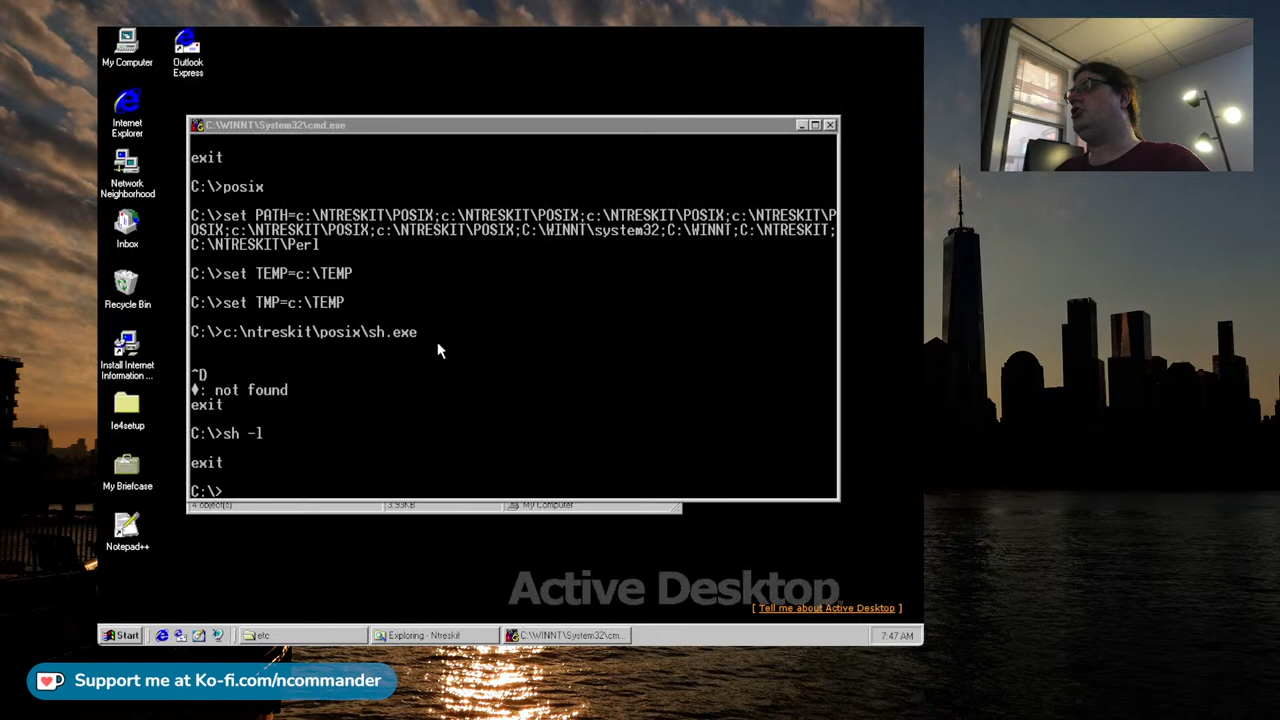 My Computer
Outlook
Express
Internet
Explorer
Network
Neighborhood
Inbox
Recycle Bin
Install Internet
Information ...
Ie4setup
My Briefcase
Notepad++
C:\WINNT\System32\cmd.exe
exit
C:\>posix
C:\>set PATH=c:\NTRESKIT\POSIX;c:\NTRESKIT\POSIX;c:\NTRESKIT\POSIX;c:\NTRESKIT\P
OSIX;c:\NTRESKIT\POSIX;c:\NTRESKIT\POSIX;C:\WINNT\system32;C:\WINNT;C:\NTRESKIT;
C:\NTRESKIT\Perl
C:\>set TEMP=c:\TEMP
C:\>set TMP=c:\TEMP
C:\>c:\ntreskit\posix\sh.exe
^D
♦: not found
exit
C:\>sh -l
exit
C:\>
4 object(s)
3.93KB
My Computer
Active Desktop
[ Tell me about Active Desktop ]
Start
etc
Exploring - Ntreskit
C:\WINNT\System32\cm...
7:47 AM
Support me at Ko-fi.com/ncommander